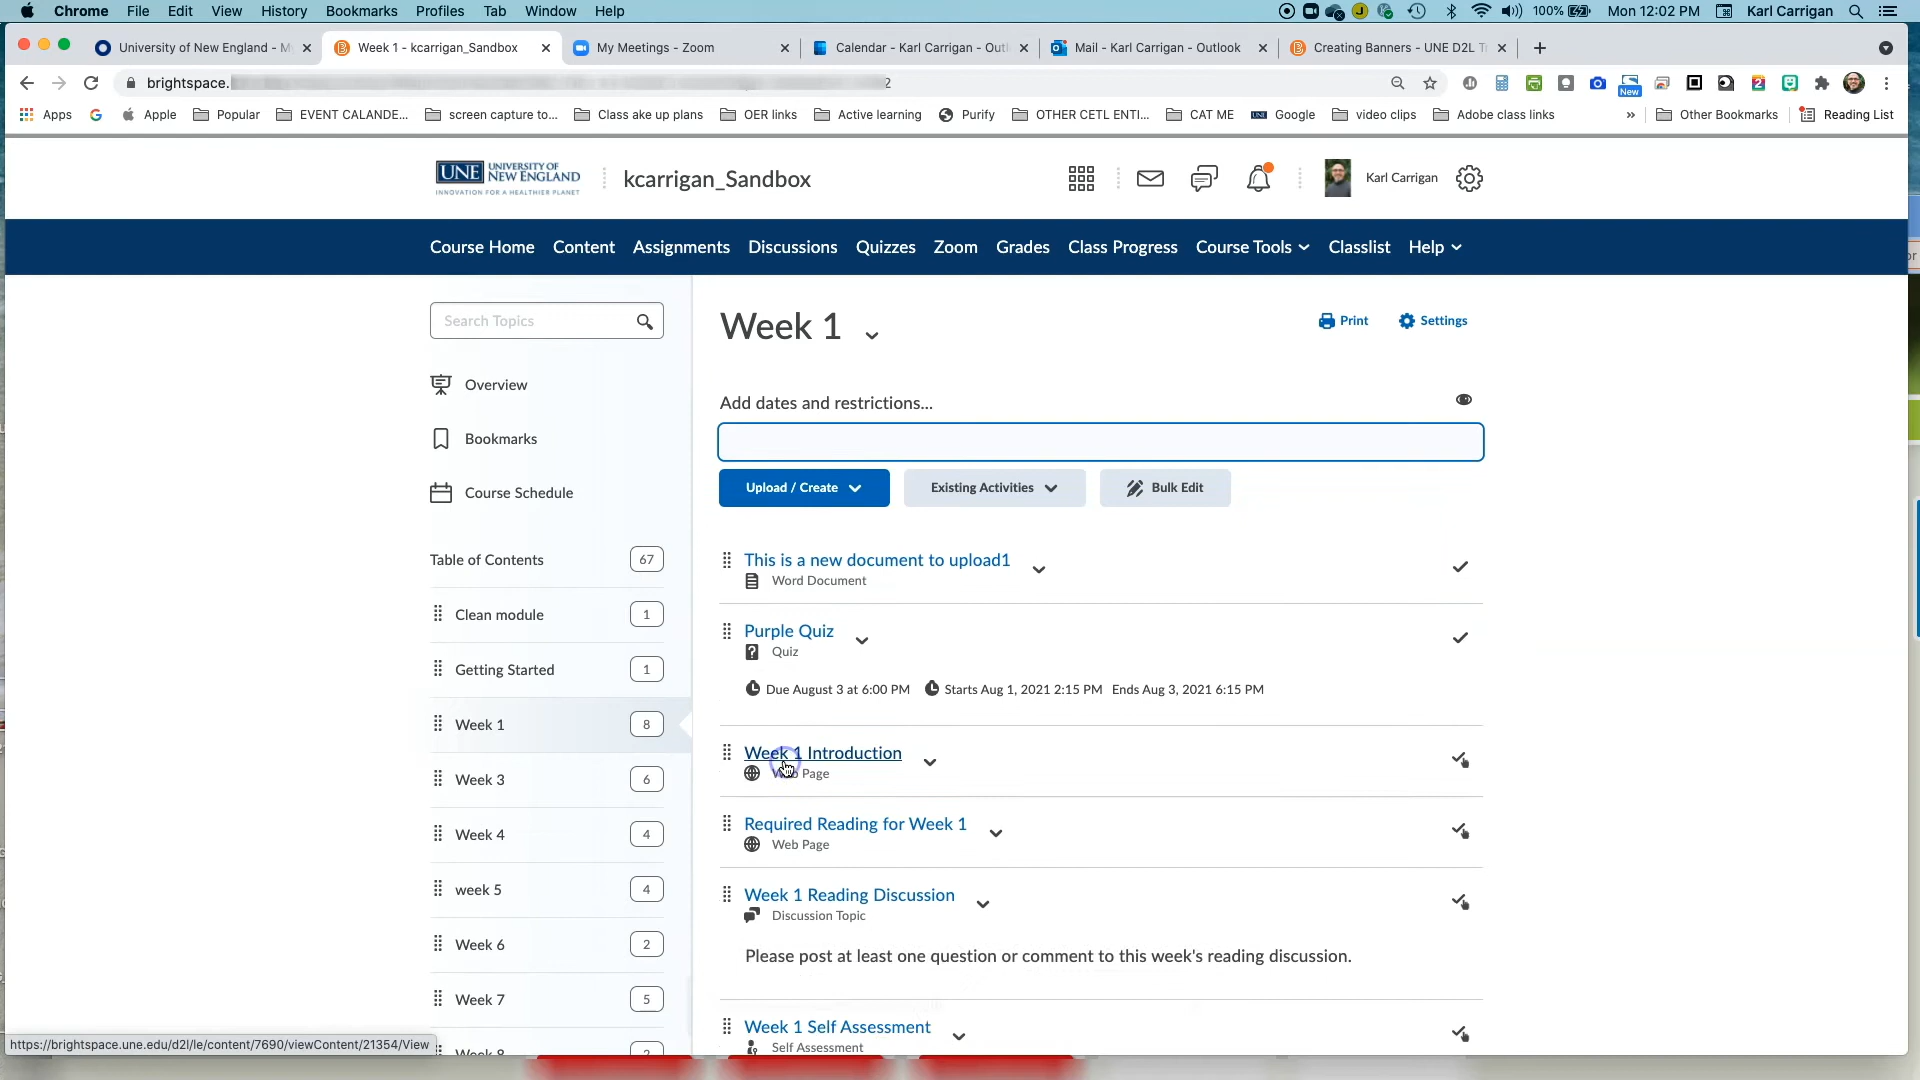 Chrome File Edit View History Bookmarks Profiles Tab Window Help 100% Mon 12:02 PM Karl Carrigan
University of New England - M Week 1 - kcarrigan_Sandbox My Meetings - Zoom Calendar - Karl Carrigan - Outl Mail - Karl Carrigan - Outlook Creating Banners - UNE D2L Tr
brightspace. 2 New
Apps Apple Popular EVENT CALANDE... screen capture to... Class ake up plans OER links Active learning Purify OTHER CETL ENTI... CAT ME Google video clips Adobe class links » Other Bookmarks Reading List
UNE UNIVERSITY OF
NEW ENGLAND
INNOVATION FOR A HEALTHIER PLANET
kcarrigan_Sandbox Karl Carrigan
Course Home Content Assignments Discussions Quizzes Zoom Grades Class Progress Course Tools Classlist Help
Search Topics
Overview
Bookmarks
Course Schedule
Table of Contents 67
Clean module 1
Getting Started 1
Week 1 8
Week 3 6
Week 4 4
week 5 4
Week 6 2
Week 7 5
Week 8 2
Week 1 Print Settings
Add dates and restrictions...
Upload / Create Existing Activities Bulk Edit
This is a new document to upload1
Word Document
Purple Quiz
Quiz
Due August 3 at 6:00 PM Starts Aug 1, 2021 2:15 PM Ends Aug 3, 2021 6:15 PM
Week 1 Introduction
Web Page
Required Reading for Week 1
Web Page
Week 1 Reading Discussion
Discussion Topic
Please post at least one question or comment to this week's reading discussion.
Week 1 Self Assessment
Self Assessment
https://brightspace.une.edu/d2l/le/content/7690/viewContent/21354/View